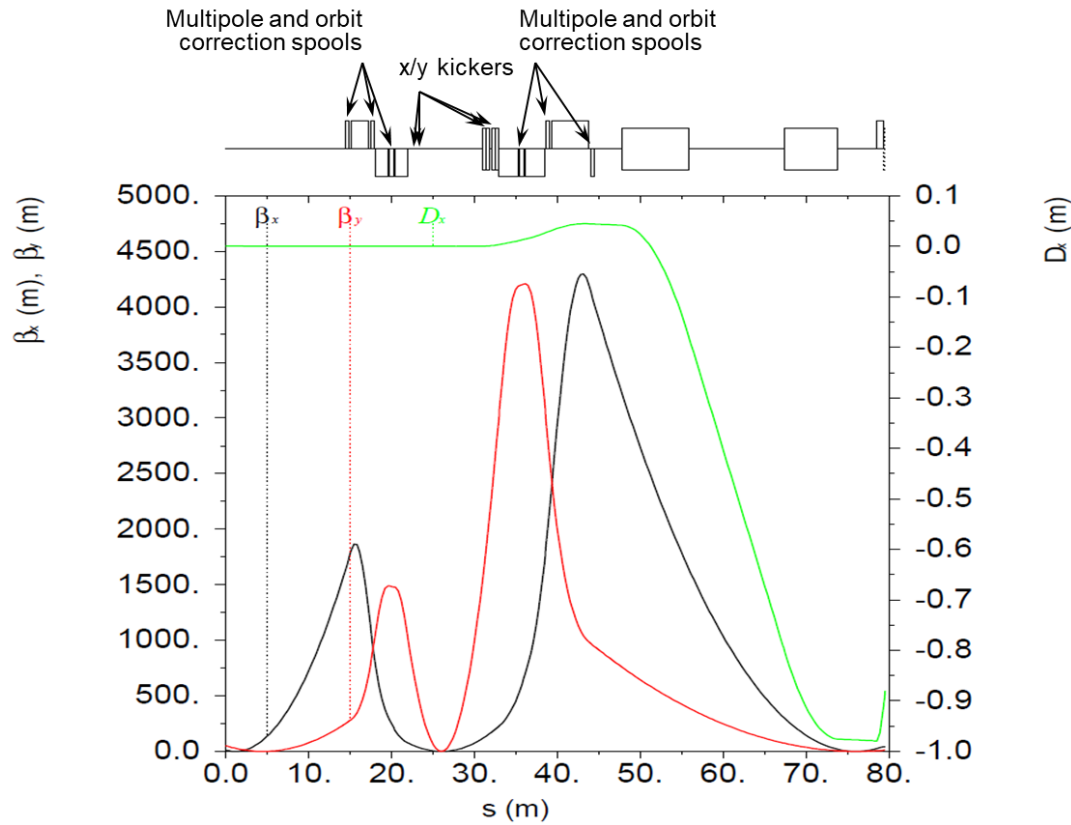 Multipole and orbit
correction spools
x/y kickers
Multipole and orbit
correction spools
βx (m), βy (m)
5000.
4500.
4000.
3500.
3000.
2500.
2000.
1500.
1000.
500.
0.0
βx
βy
Dx
0.1
0.0
-0.1
-0.2
-0.3
-0.4
-0.5
-0.6
-0.7
-0.8
-0.9
-1.0
Dx (m)
0.0
10.
20.
30.
40.
50.
60.
70.
80.
s (m)